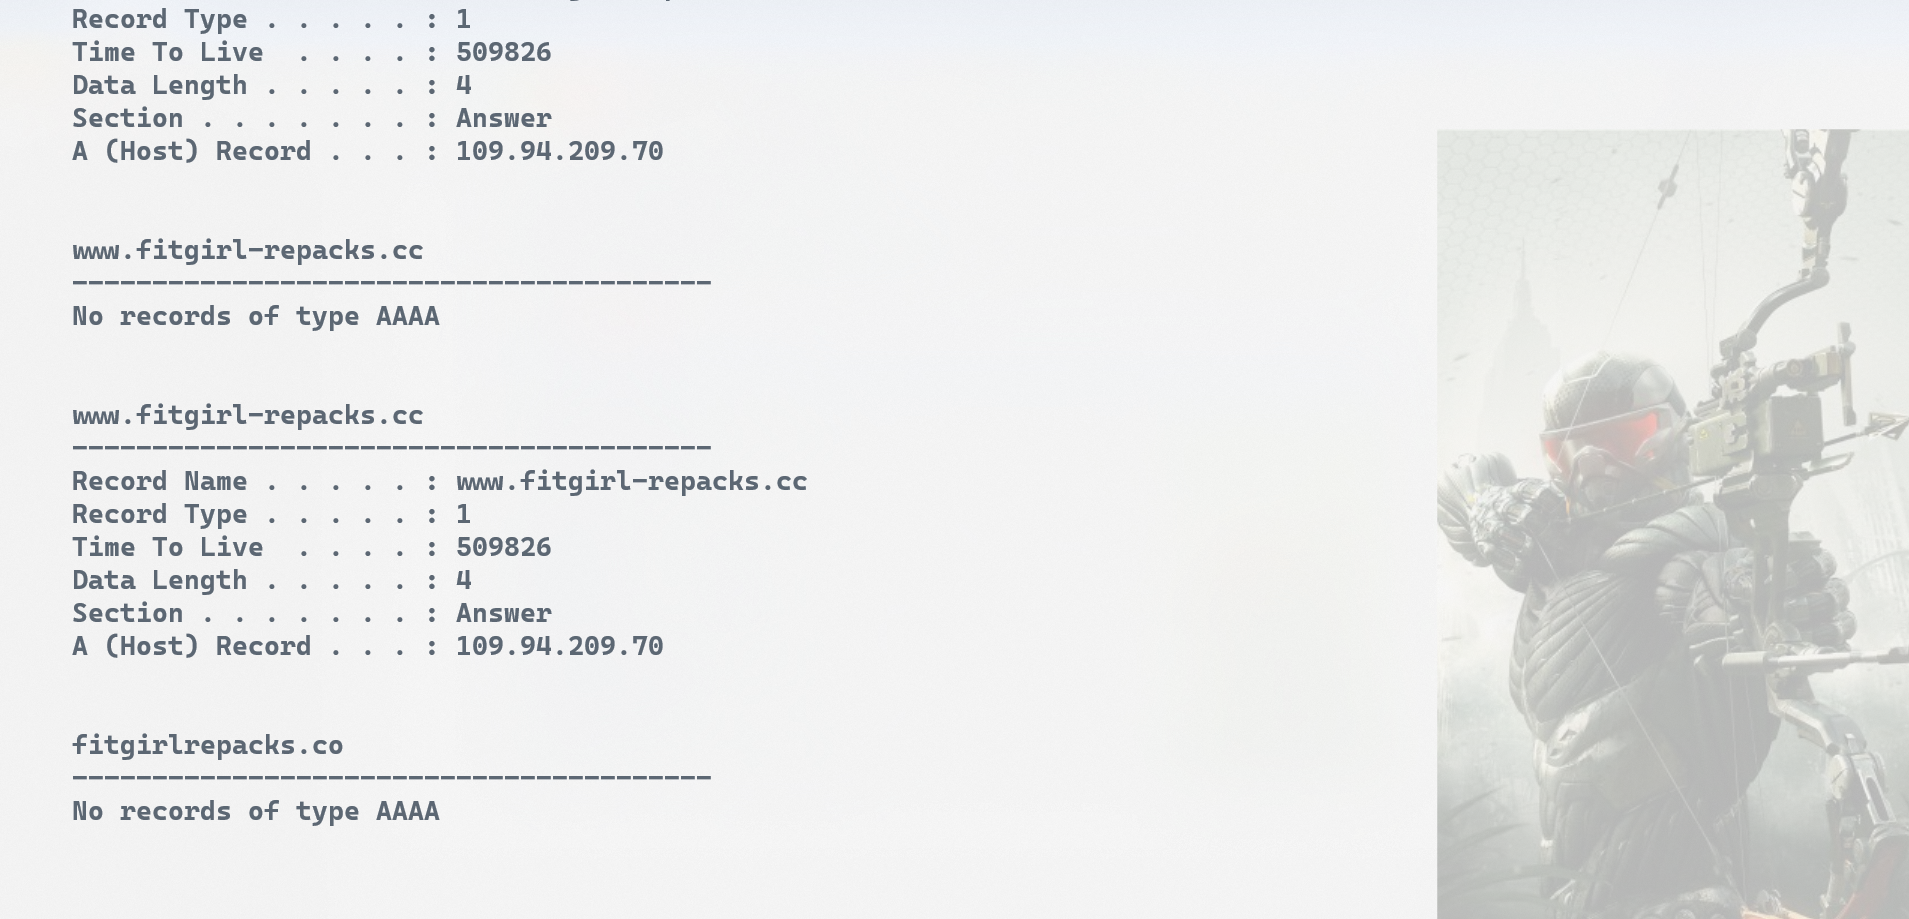 Record Type . . . . . : 1
Time To Live  . . . . : 509826
Data Length . . . . . : 4
Section . . . . . . . : Answer
A (Host) Record . . . : 109.94.209.70
www.fitgirl-repacks.cc
----------------------------------------
No records of type AAAA
www.fitgirl-repacks.cc
----------------------------------------
Record Name . . . . . : www.fitgirl-repacks.cc
Record Type . . . . . : 1
Time To Live  . . . . : 509826
Data Length . . . . . : 4
Section . . . . . . . : Answer
A (Host) Record . . . : 109.94.209.70
fitgirlrepacks.co
----------------------------------------
No records of type AAAA